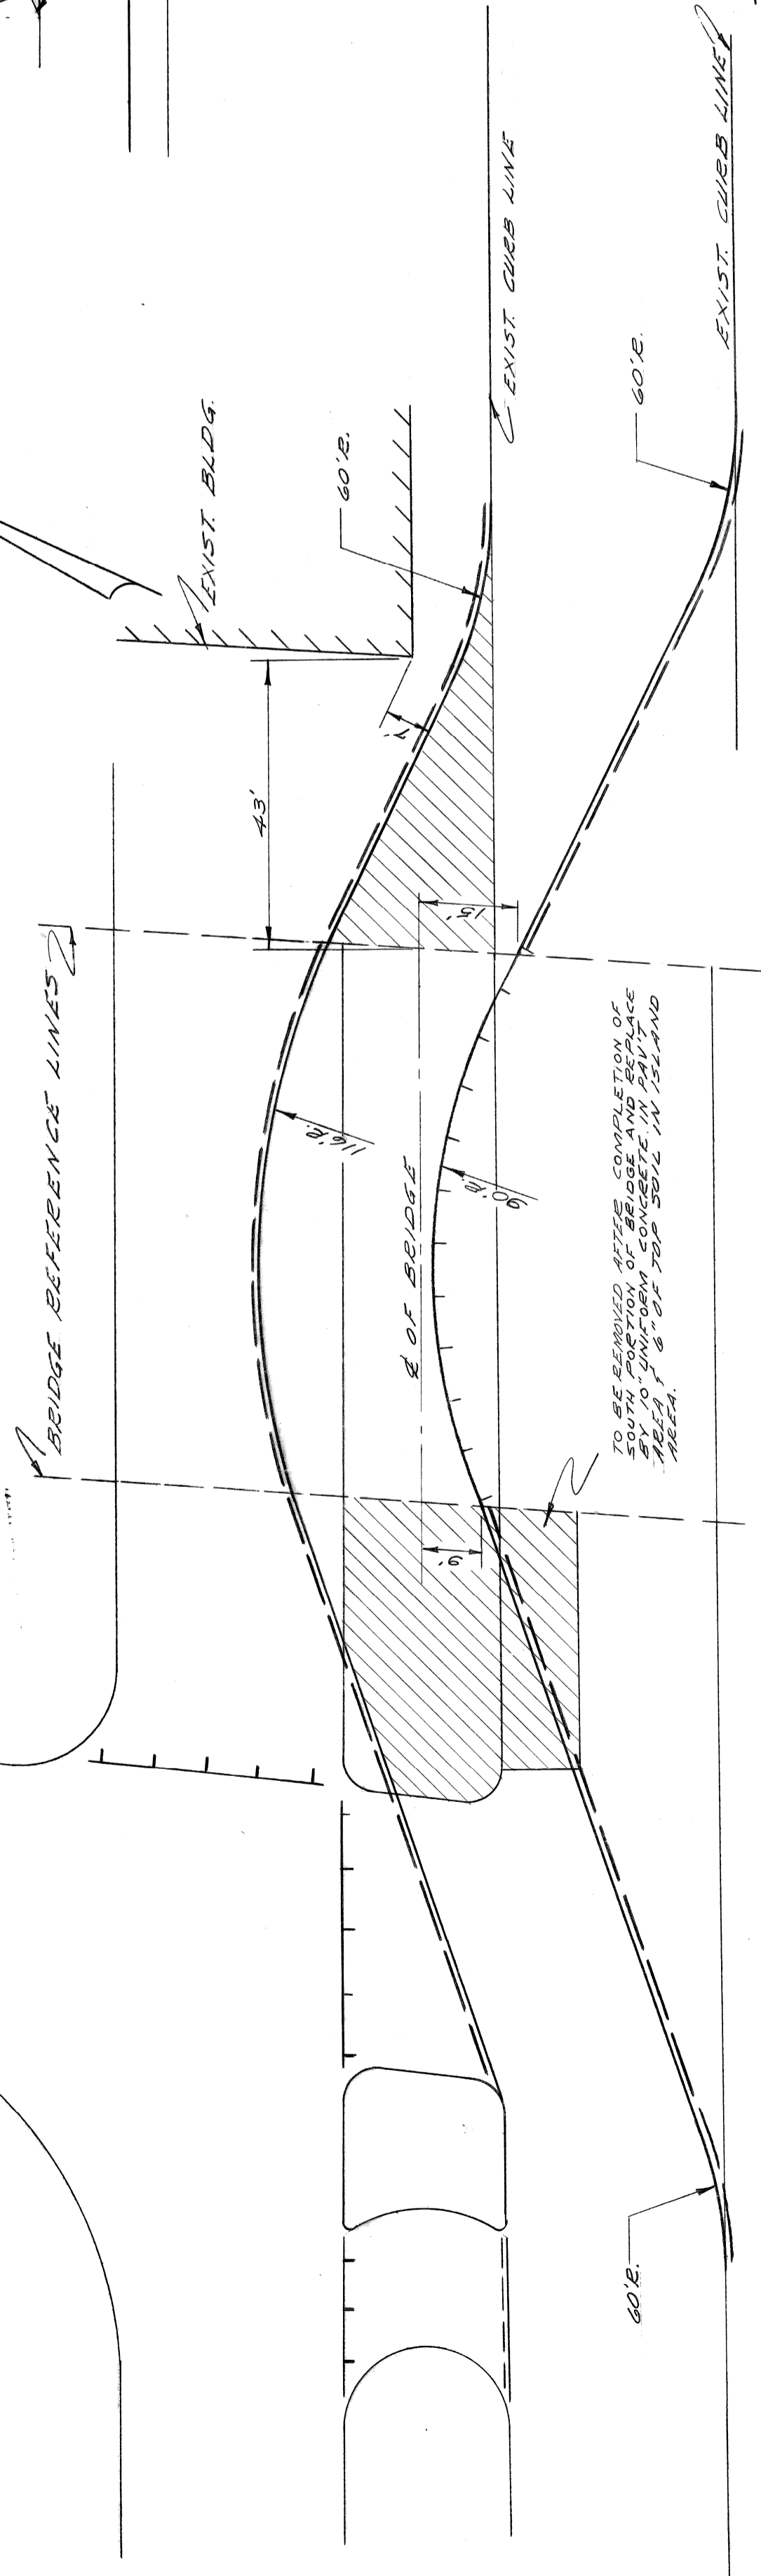 EXIST. CURB LINE
EXIST. CURB LINE
60'R.
EXIST. BLDG.
60'R.
7'
43'
15'
BRIDGE REFERENCE LINES
116'R.
90'R.
℄ OF BRIDGE
TO BE REMOVED AFTER COMPLETION OF
SOUTH PORTION OF BRIDGE AND REPLACE
BY 10" UNIFORM CONCRETE IN PAV'T
AREA & 6" OF TOP SOIL IN ISLAND
AREA.
9'
60'R.